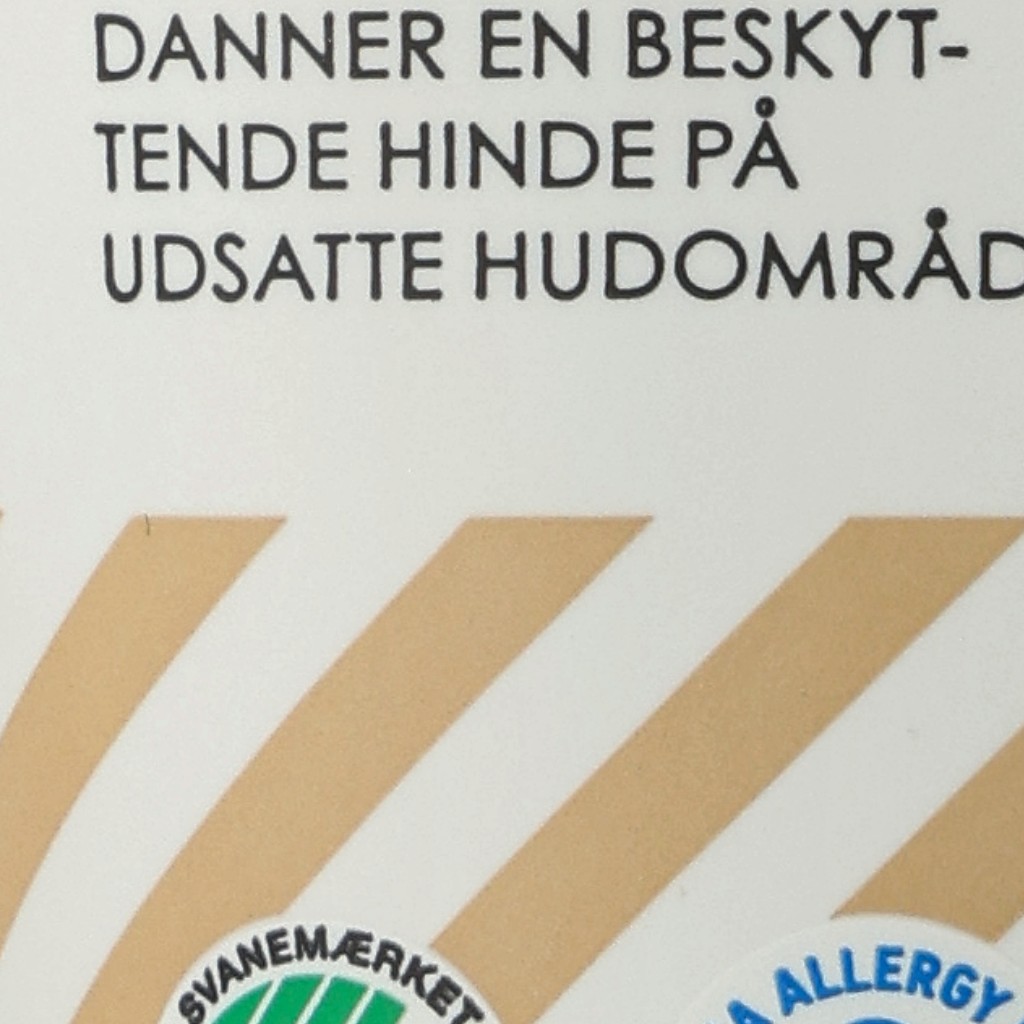 DANNER EN BESKYT-
TENDE HINDE PÅ
UDSATTE HUDOMRÅD
SVANEMÆRKET
A ALLERGY